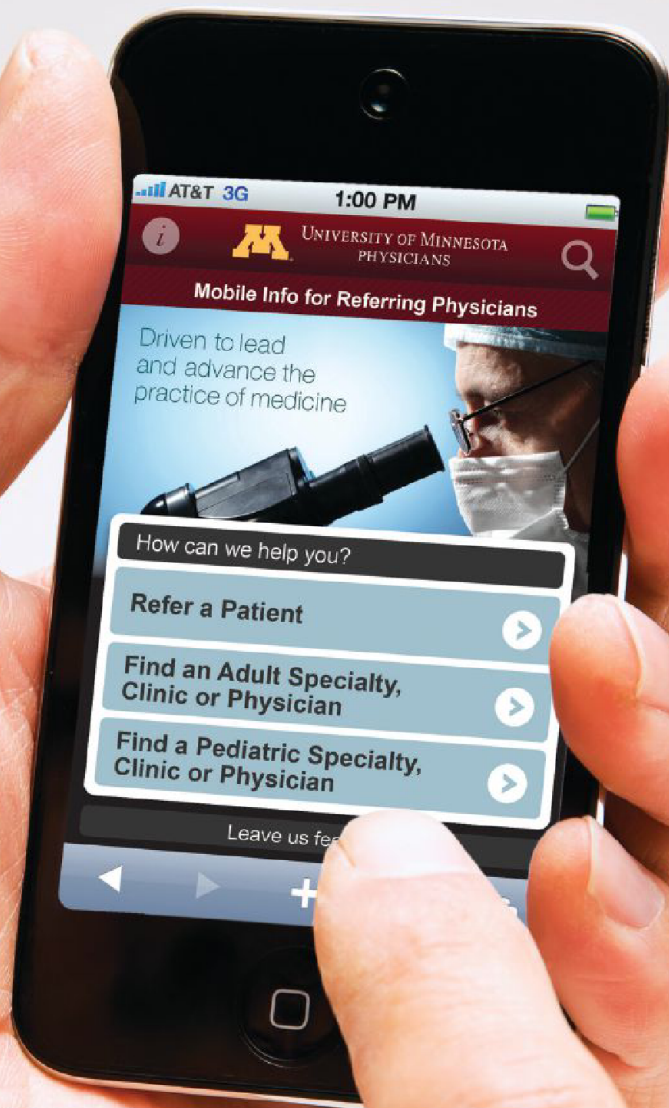 AT&T 3G 1:00 PM
i
M UNIVERSITY OF MINNESOTA
PHYSICIANS
Mobile Info for Referring Physicians
Driven to lead
and advance the
practice of medicine
How can we help you?
Refer a Patient
Find an Adult Specialty,
Clinic or Physician
Find a Pediatric Specialty,
Clinic or Physician
Leave us